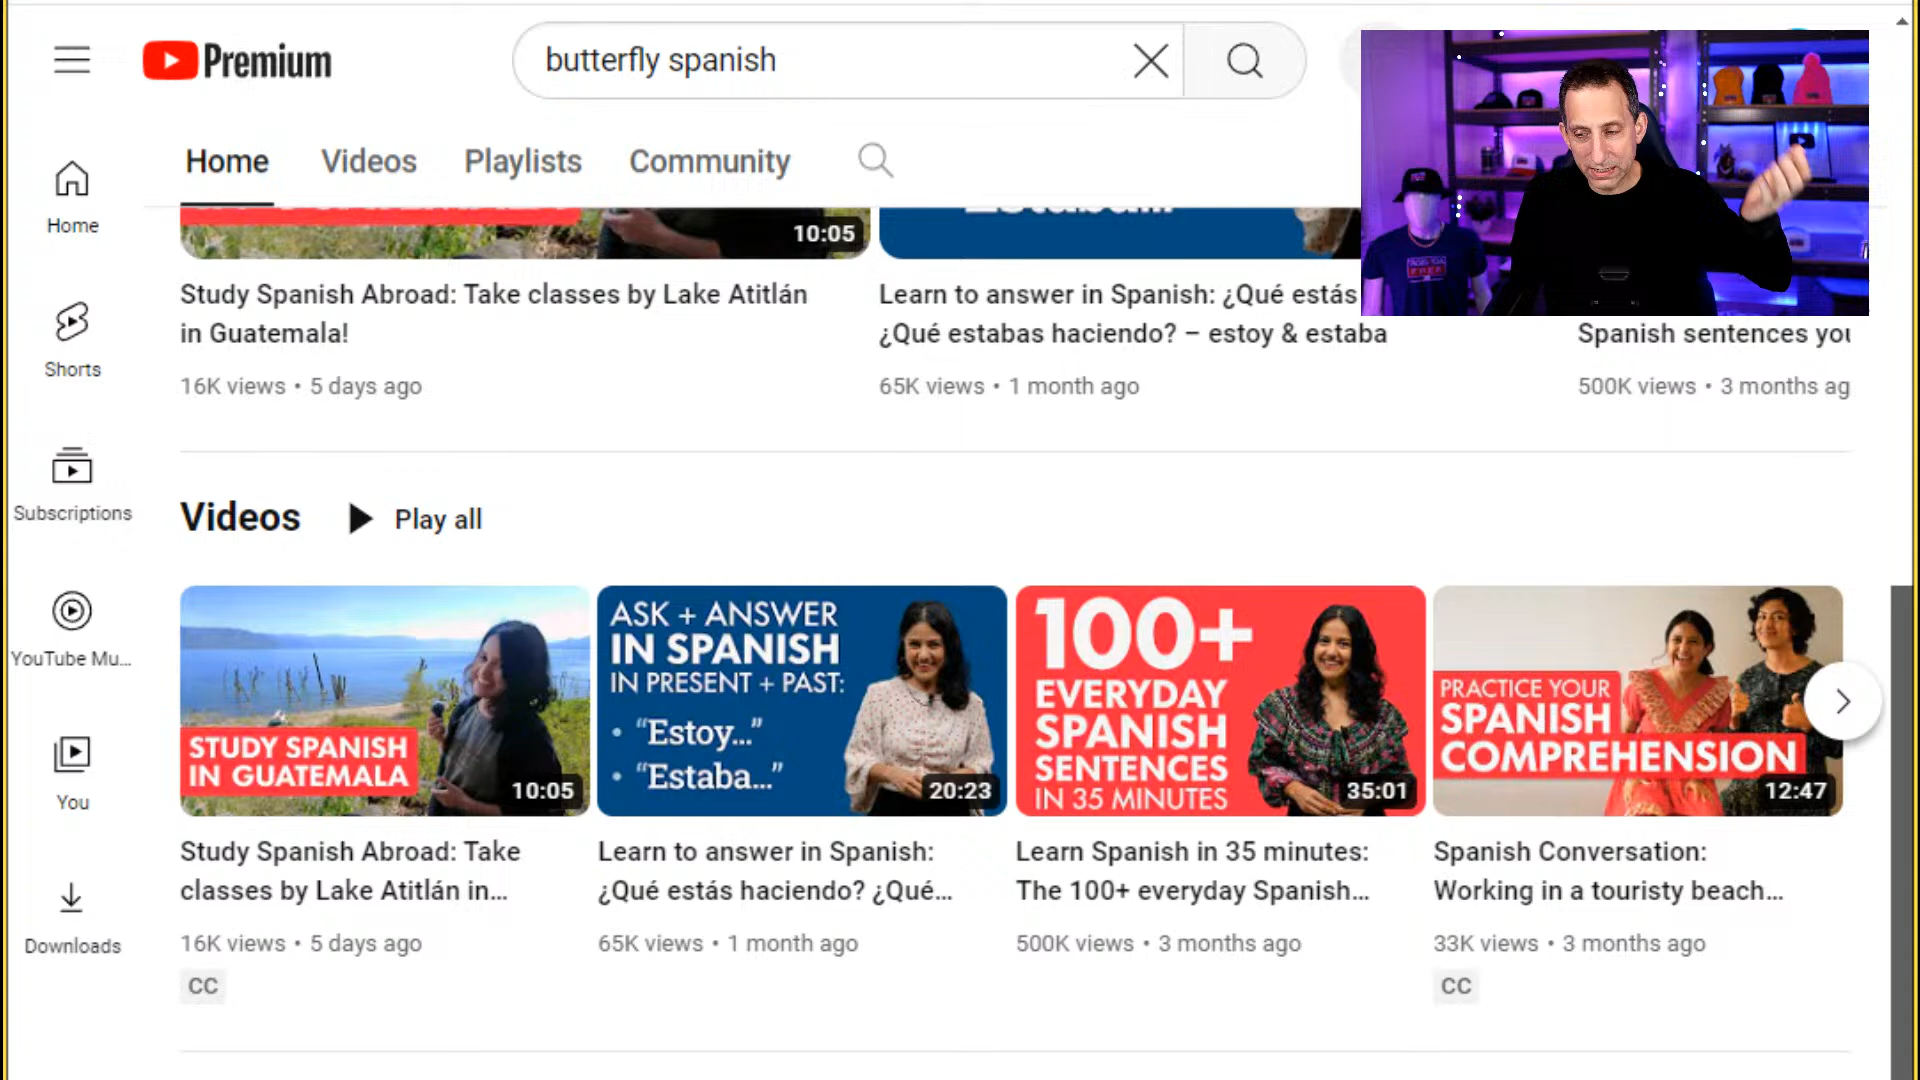 Premium
butterfly spanish
Home Videos Playlists Community
Home
Shorts
Subscriptions
YouTube Mu...
You
Downloads
10:05
Study Spanish Abroad: Take classes by Lake Atitlán
in Guatemala!
16K views • 5 days ago
Learn to answer in Spanish: ¿Qué estás
¿Qué estabas haciendo? – estoy & estaba
65K views • 1 month ago
Spanish sentences you
500K views • 3 months ag
Videos Play all
STUDY SPANISH
IN GUATEMALA
10:05
Study Spanish Abroad: Take
classes by Lake Atitlán in...
16K views • 5 days ago
CC
ASK + ANSWER
IN SPANISH
IN PRESENT + PAST:
• “Estoy...”
• “Estaba...”
20:23
Learn to answer in Spanish:
¿Qué estás haciendo? ¿Qué...
65K views • 1 month ago
100+
EVERYDAY
SPANISH
SENTENCES
IN 35 MINUTES
35:01
Learn Spanish in 35 minutes:
The 100+ everyday Spanish...
500K views • 3 months ago
PRACTICE YOUR
SPANISH
COMPREHENSION
12:47
Spanish Conversation:
Working in a touristy beach...
33K views • 3 months ago
CC